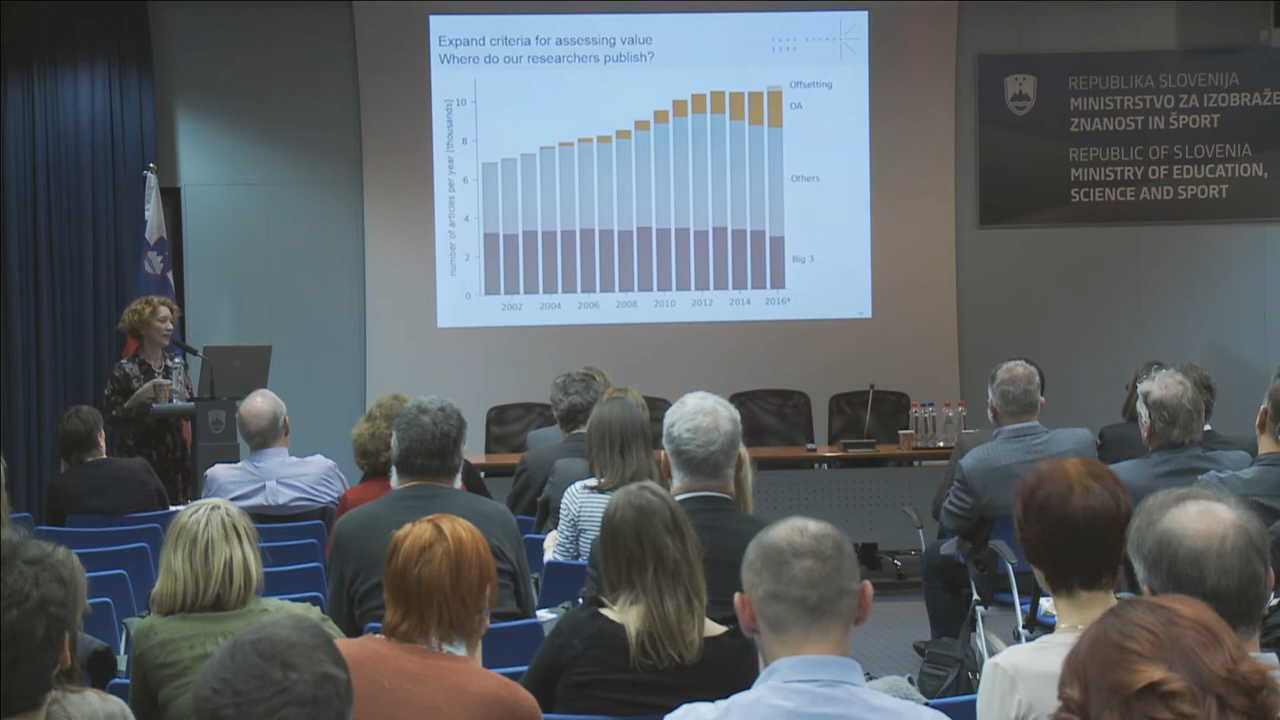 Expand criteria for assessing value
Where do our researchers publish?
number of articles per year [thousands]
10
8
6
4
2
0
2002 2004 2006 2008 2010 2012 2014 2016*
Offsetting
OA
Others
Big 3
REPUBLIKA SLOVENIJA
MINISTRSTVO ZA IZOBRAŽE
ZNANOST IN ŠPORT
REPUBLIC OF SLOVENIA
MINISTRY OF EDUCATION,
SCIENCE AND SPORT